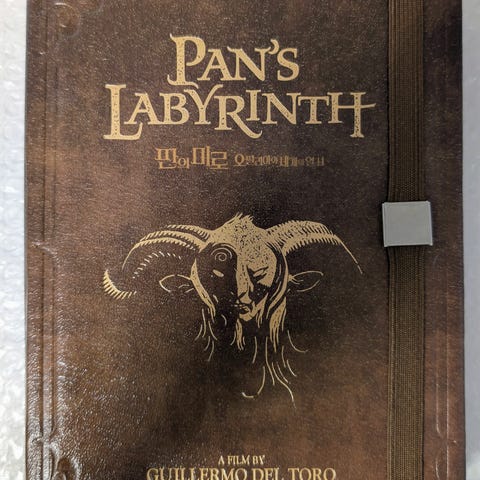 PAN'S
LABYRINTH
판의 미로 오필리아와 세 개의 열쇠
A FILM BY
GUILLERMO DEL TORO